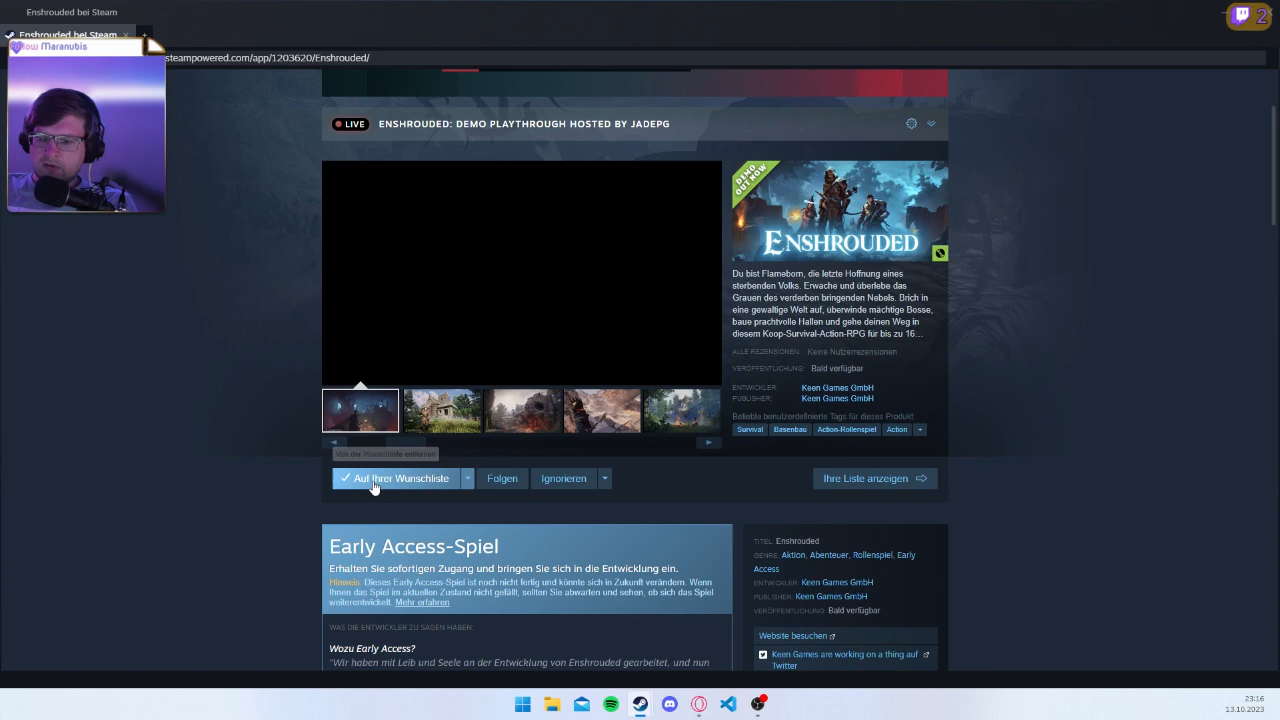 Enshrouded bei Steam
2
Enshrouded bei Steam
Maranubis
steampowered.com/app/1203620/Enshrouded/
LIVE
ENSHROUDED: DEMO PLAYTHROUGH HOSTED BY JADEPG
DEMO OUT NOW
ENSHROUDED
Du bist Flameborn, die letzte Hoffnung eines
sterbenden Volks. Erwache und überlebe das
Grauen des verderben bringenden Nebels. Brich in
eine gewaltige Welt auf, überwinde mächtige Bosse,
baue prachtvolle Hallen und gehe deinen Weg in
diesem Koop-Survival-Action-RPG für bis zu 16...
ALLE REZENSIONEN: Keine Nutzerrezensionen
VERÖFFENTLICHUNG: Bald verfügbar
ENTWICKLER: Keen Games GmbH
PUBLISHER: Keen Games GmbH
Beliebte benutzerdefinierte Tags für dieses Produkt:
Survival Basenbau Action-Rollenspiel Action +
Von der Wunschliste entfernen
✓ Auf Ihrer Wunschliste
Folgen
Ignorieren
Ihre Liste anzeigen
Early Access-Spiel
Erhalten Sie sofortigen Zugang und bringen Sie sich in die Entwicklung ein.
Hinweis: Dieses Early Access-Spiel ist noch nicht fertig und könnte sich in Zukunft verändern. Wenn
Ihnen das Spiel im aktuellen Zustand nicht gefällt, sollten Sie abwarten und sehen, ob sich das Spiel
weiterentwickelt. Mehr erfahren
WAS DIE ENTWICKLER ZU SAGEN HABEN:
Wozu Early Access?
"Wir haben mit Leib und Seele an der Entwicklung von Enshrouded gearbeitet, und nun
TITEL: Enshrouded
GENRE: Aktion, Abenteuer, Rollenspiel, Early
Access
ENTWICKLER: Keen Games GmbH
PUBLISHER: Keen Games GmbH
VERÖFFENTLICHUNG: Bald verfügbar
Website besuchen
Keen Games are working on a thing auf
Twitter
23:16
13.10.2023